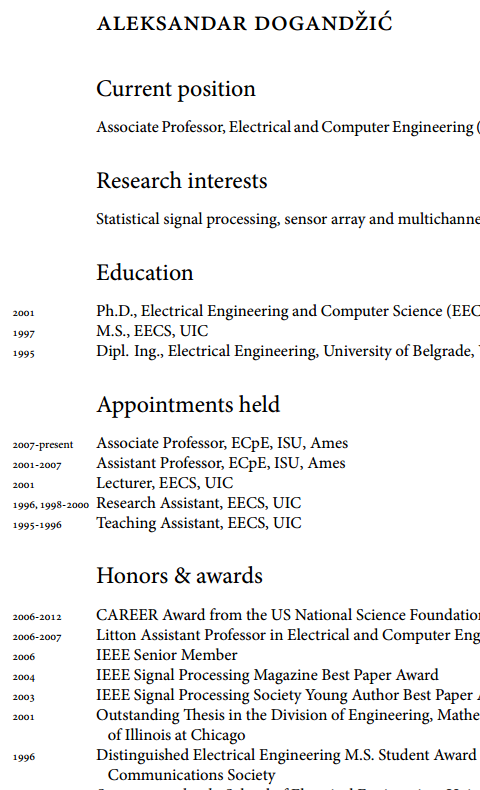 ALEKSANDAR DOGANDŽIĆ
Current position
Associate Professor, Electrical and Computer Engineering (
Research interests
Statistical signal processing, sensor array and
Education
2001 Ph.D., Electrical Engineering and Computer Science (EEC
1997 M.S., EECS, UIC
1995 Dipl. Ing., Electrical Engineering, University of Belgrade,
Appointments held
2007-present Associate Professor, ECpE, ISU, Ames
2001-2007 Assistant Professor, ECpE, ISU, Ames
2001 Lecturer, EECS, UIC
1996, 1998-2000 Research Assistant, EECS, UIC
1995-1996 Teaching Assistant, EECS, UIC
Honors & awards
2006-2012 CAREER Award from the US National Science
2006-2007 Litton Assistant Professor in Electrical and Computer Eng
2006 IEEE Senior Member
2004 IEEE Signal Processing Magazine Best Paper Award
2003 IEEE Signal Processing Society Young Author Best Paper
2001 Outstanding Thesis in the Division of Engineering, Mathe
of Illinois at Chicago
1996 Distinguished Electrical Engineering M.S. Student Award
Communications Society